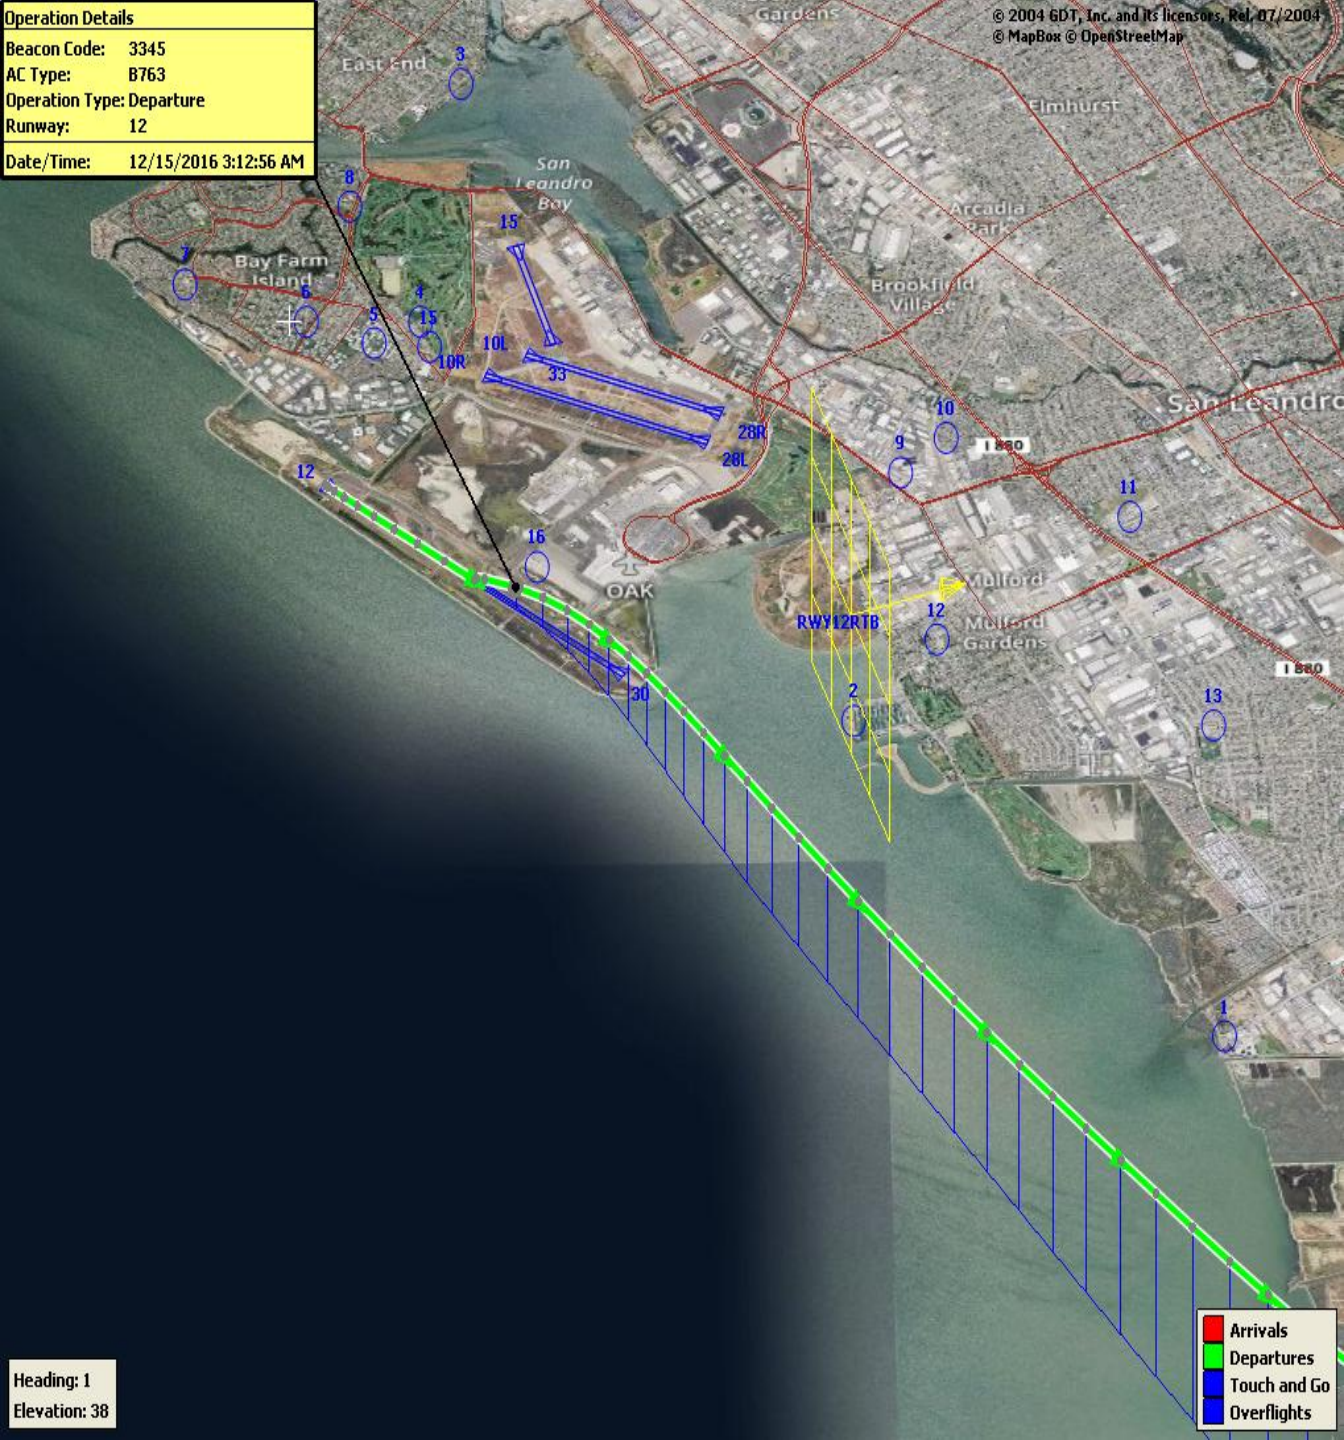 Operation Details
Beacon Code: 3345
AC Type: B763
Operation Type: Departure
Runway: 12
Date/Time: 12/15/2016 3:12:56 AM
© 2004 GDT, Inc. and its licensors, Rel. 07/2004
© MapBox © OpenStreetMap
Gardens
East End
3
Elmhurst
San
Leandro
Bay
8
15
Arcadia
Park
7
Bay Farm
Island
Brookfield
Village
6
5
4
15
10R
10L
33
San Leandro
28R
28L
10
9
I 880
12
11
16
OAK
Mulford
RWY12RTB
12
Mulford
Gardens
30
2
I 880
13
1
Arrivals
Departures
Touch and Go
Overflights
Heading: 1
Elevation: 38